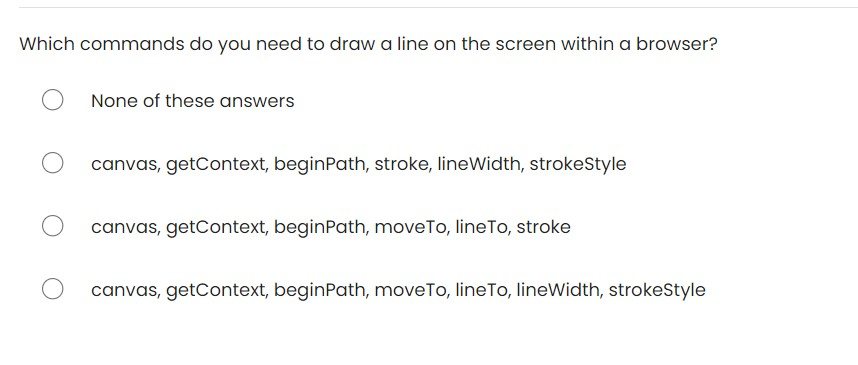 Which commands do you need to draw a line on the screen within a browser?
None of these answers
canvas, getContext, beginPath, stroke, lineWidth, strokeStyle
canvas, getContext, beginPath, moveTo, lineTo, stroke
canvas, getContext, beginPath, moveTo, lineTo, lineWidth, strokeStyle